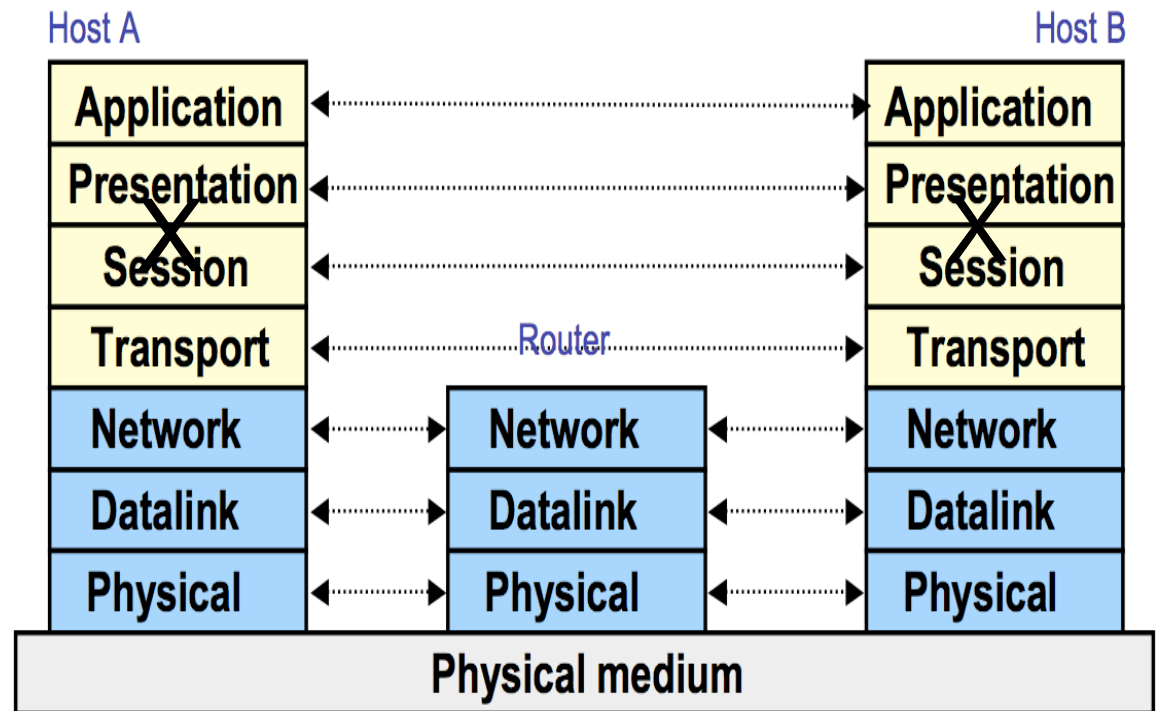 Host A
Host B
Application
Application
Presentation
Presentation
Session
Session
Transport
Router
Transport
Network
Network
Network
Datalink
Datalink
Datalink
Physical
Physical
Physical
Physical medium